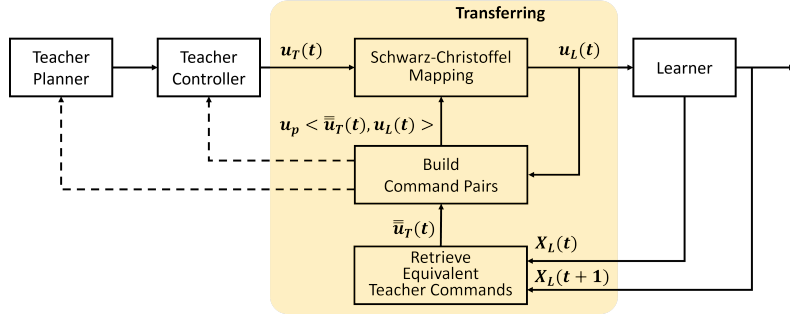 Transferring
Teacher
Planner
Teacher
Controller
u_T(t)
Schwarz-Christoffel
Mapping
u_L(t)
Learner
u_p < u̿_T(t), u_L(t) >
Build
Command Pairs
u̿_T(t)
Retrieve
Equivalent
Teacher Commands
X_L(t)
X_L(t + 1)